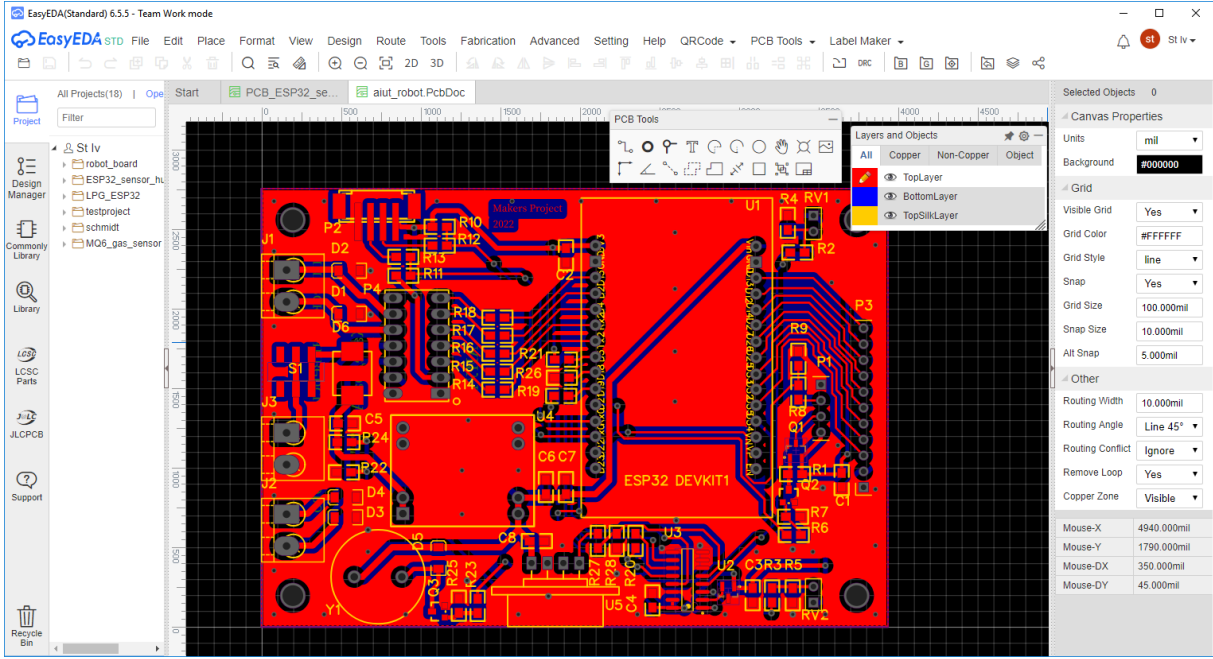 EasyEDA(Standard) 6.5.5 - Team Work mode
EasyEDA STD File Edit Place Format View Design Route Tools Fabrication Advanced Setting Help QRCode PCB Tools Label Maker st St Iv
2D 3D DRC B G
Project
Design Manager
Commonly Library
Library
LCSC
LCSC Parts
JLCPCB
Support
Recycle Bin
All Projects(18) | Ope
Filter
St Iv
robot_board
ESP32_sensor_hu
LPG_ESP32
testproject
schmidt
MQ6_gas_sensor
Start PCB_ESP32_se... aiut_robot.PcbDoc
0 500 1000 1500 2000 4000 4500
3000
2500
2000
1500
1000
500
0
PCB Tools
Layers and Objects
All Copper Non-Copper Object
TopLayer
BottomLayer
TopSilkLayer
Makers Project
2022
P2
R10
R12
J1
D2
R13
R11
C2
U1
R4 RV1
R2
D1
P4
D6
R18
R17
R16
R15
R14
R21
R26
R19
P3
R9
P1
R8
Q1
S1
J3
C5
R24
R22
U4
C6 C7
ESP32 DEVKIT1
R1
Q2
C1
J2
D4
D3
R7
R6
D5
C8
U3
U2
C3 R3 R5
Y1
Q3
R25
R23
U5
R27
R28
R20
C4
RV2
Selected Objects 0
Canvas Properties
Units mil
Background #000000
Grid
Visible Grid Yes
Grid Color #FFFFFF
Grid Style line
Snap Yes
Grid Size 100.000mil
Snap Size 10.000mil
Alt Snap 5.000mil
Other
Routing Width 10.000mil
Routing Angle Line 45°
Routing Conflict Ignore
Remove Loop Yes
Copper Zone Visible
Mouse-X 4940.000mil
Mouse-Y 1790.000mil
Mouse-DX 350.000mil
Mouse-DY 45.000mil